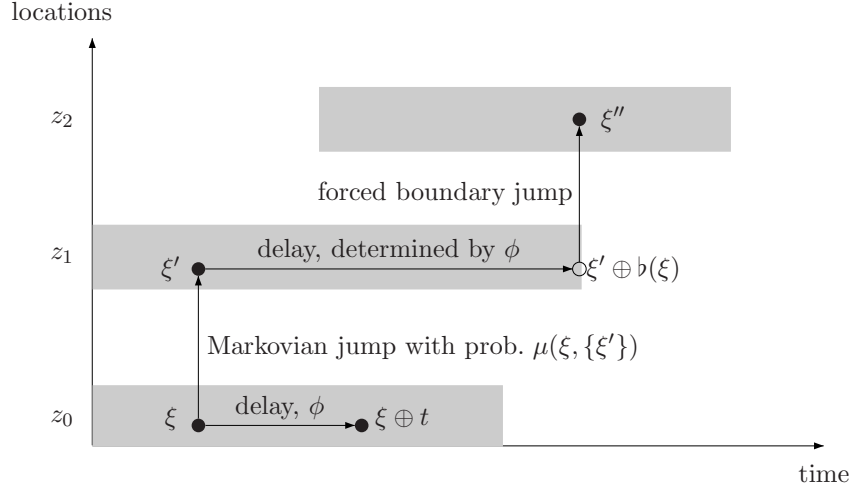 locations
z₂
ξ″
forced boundary jump
z₁
ξ′
delay, determined by ϕ
ξ′ ⊕ ♭(ξ)
Markovian jump with prob. μ(ξ, {ξ′})
z₀
ξ
delay, ϕ
ξ ⊕ t
time